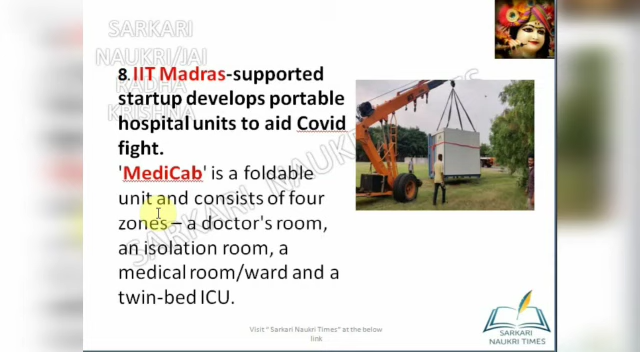 SARKARI
NAUKRI/JAI
RADHA
KRISHNA
8. IIT Madras-supported
startup develops portable
hospital units to aid Covid
fight.
'MediCab' is a foldable
unit and consists of four
zones – a doctor's room,
an isolation room, a
medical room/ward and a
twin-bed ICU.
SARKARI NAUKRI TIMES
Visit " Sarkari Naukri Times" at the below
link
SARKARI
NAUKRI TIMES